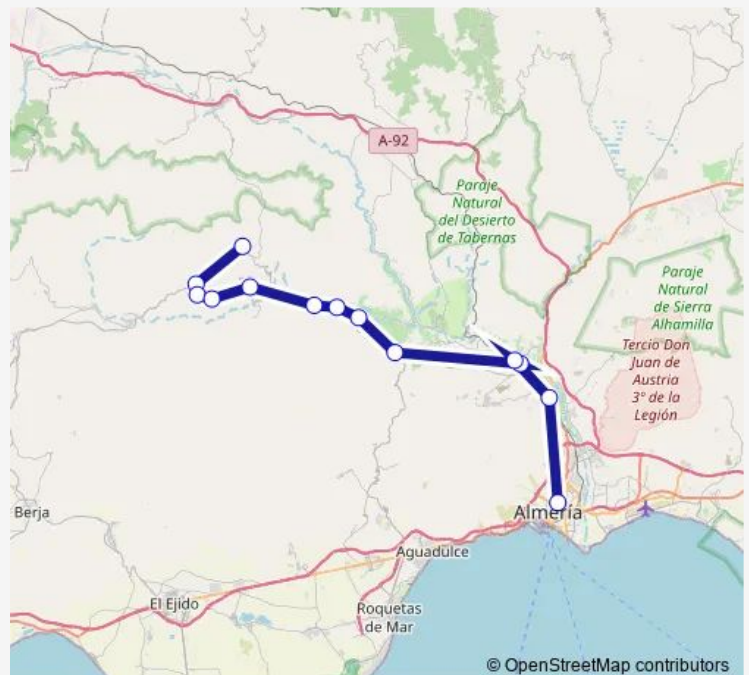 A-92
Paraje
Natural
del Desierto
de Tabernas
Paraje
Natural
de Sierra
Alhamilla
Tercio Don
Juan de
Austria
3º de la
Legión
Berja
Almería
Aguadulce
El Ejido
Roquetas
de Mar
© OpenStreetMap contributors